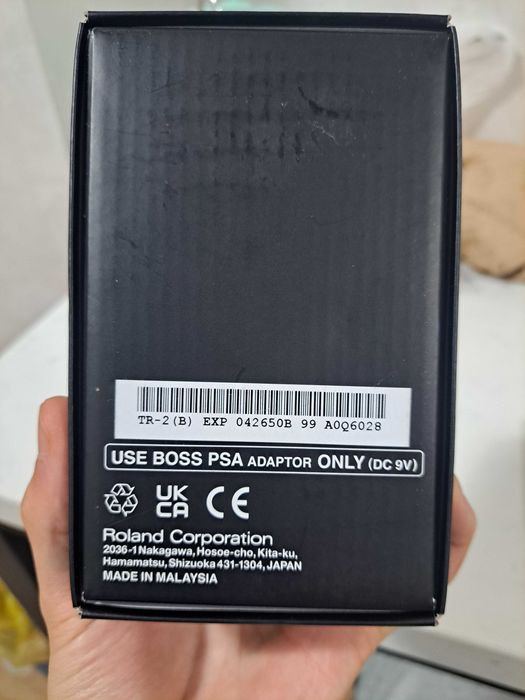 TR-2(B) EXP 042650B 99 A0Q6028
USE BOSS PSA ADAPTOR ONLY (DC 9V)
UK
CA
CE
Roland Corporation
2036-1 Nakagawa, Hosoe-cho, Kita-ku,
Hamamatsu, Shizuoka 431-1304, JAPAN
MADE IN MALAYSIA